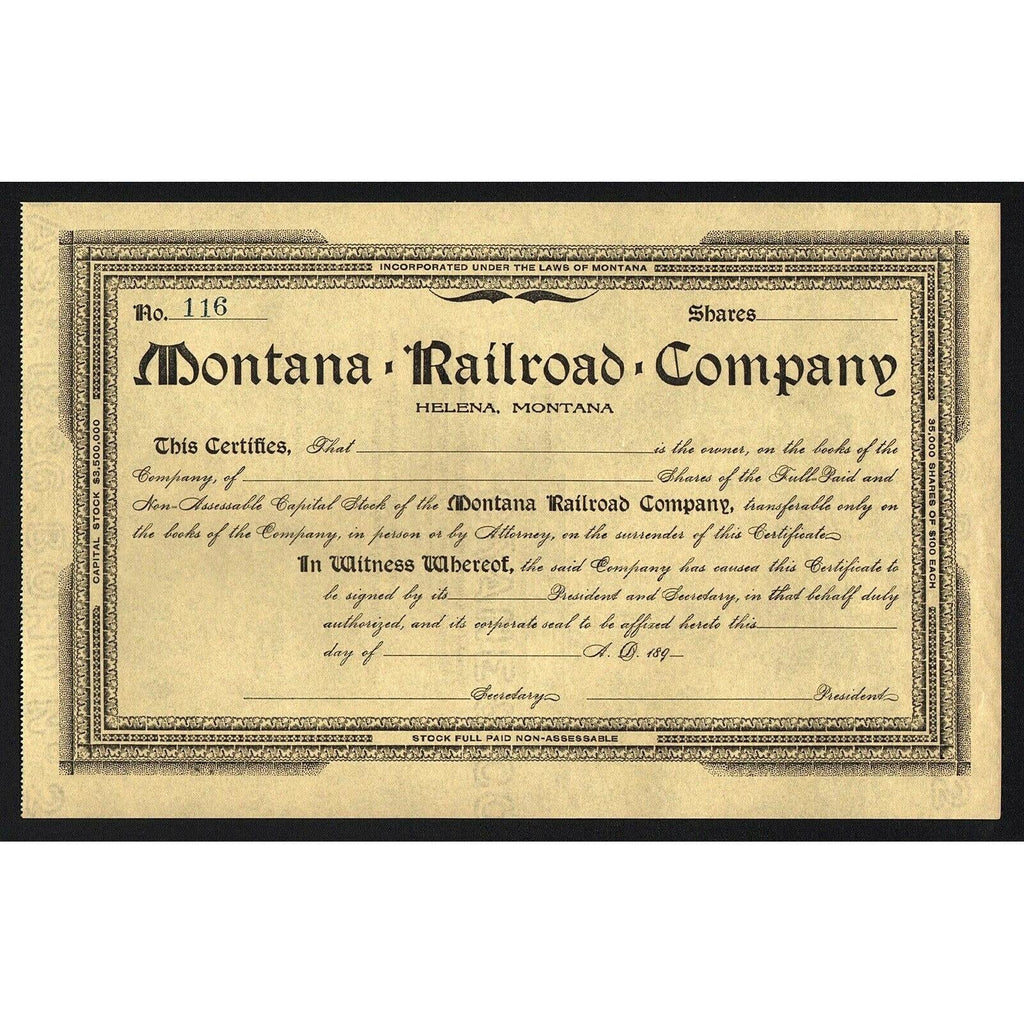 INCORPORATED UNDER THE LAWS OF MONTANA
No. 116 Shares
Montana Railroad Company
HELENA, MONTANA
This Certifies, That is the owner, on the books of the
Company, of Shares of the Full-Paid and
Non-Assessable Capital Stock of the Montana Railroad Company, transferable only on
the books of the Company, in person or by Attorney, on the surrender of this Certificate
In Witness Whereof, the said Company has caused this Certificate to
be signed by its President and Secretary, in that behalf duly
authorized, and its corporate seal to be affixed hereto this
day of A. D. 189
Secretary President
STOCK FULL PAID NON-ASSESSABLE
CAPITAL STOCK $3,500,000
35,000 SHARES OF $100 EACH